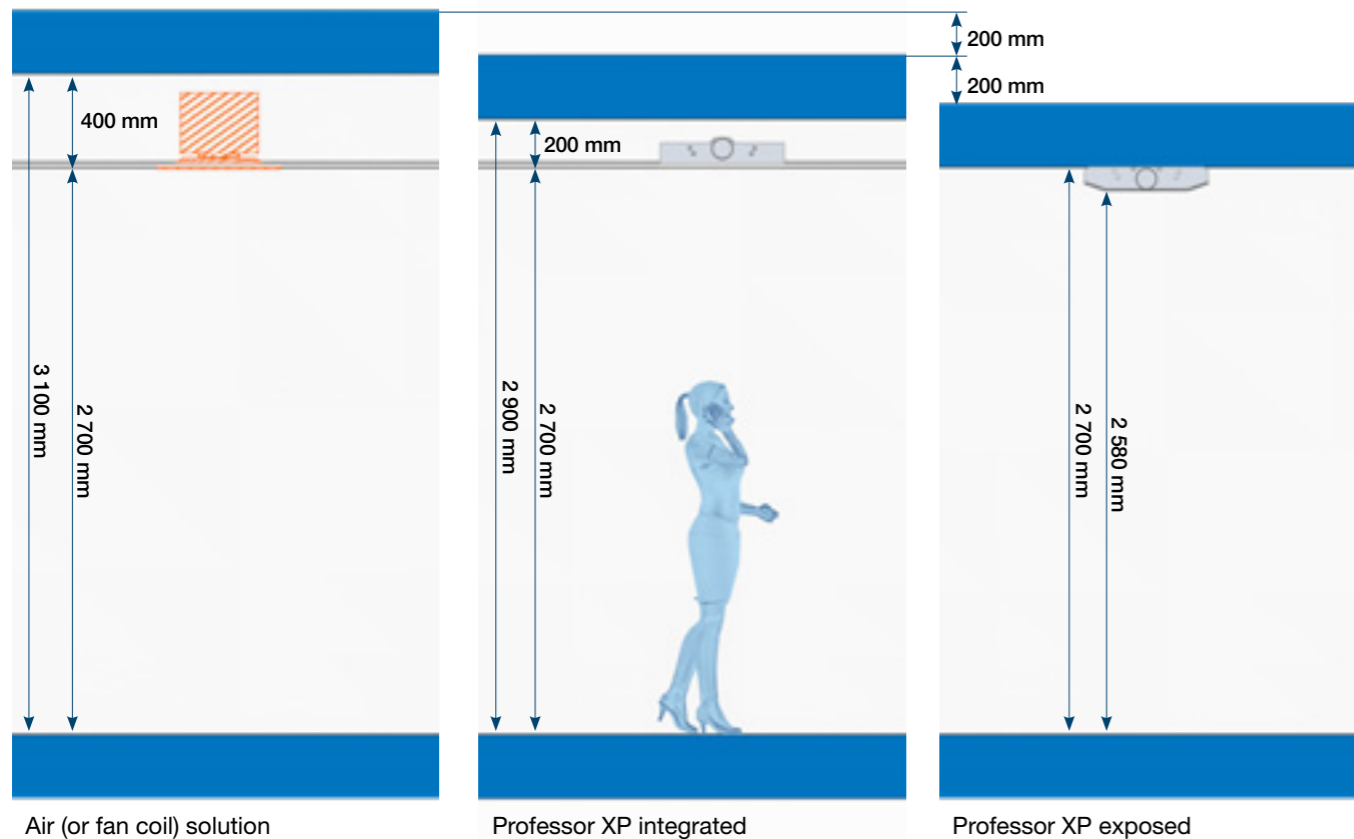 200 mm
200 mm
400 mm
200 mm
3 100 mm
2 700 mm
2 900 mm
2 700 mm
2 700 mm
2 580 mm
Air (or fan coil) solution
Professor XP integrated
Professor XP exposed